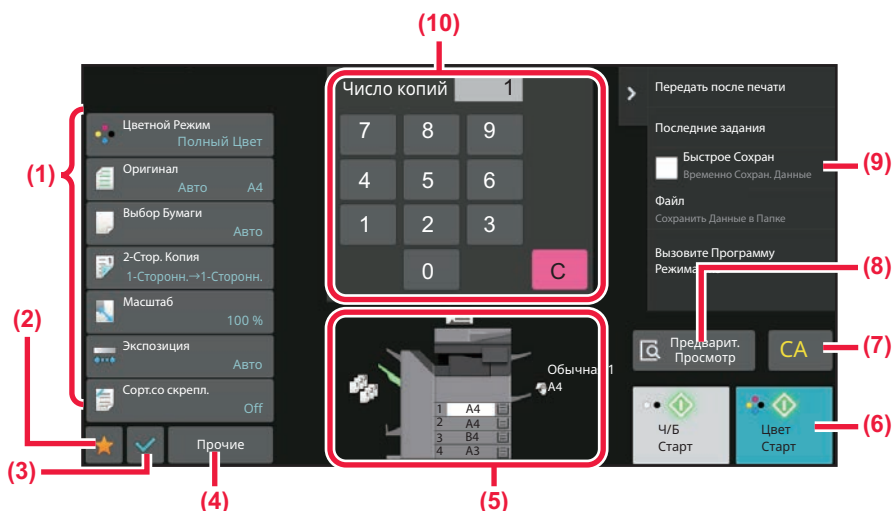 (10)
Число копий 1
7 8 9
4 5 6
1 2 3
0 C
(1)
Цветной Режим
Полный Цвет
Оригинал
Авто A4
Выбор Бумаги
Авто
2-Стор. Копия
1-Сторонн.→1-Сторонн.
Масштаб
100 %
Экспозиция
Авто
Сорт.со скрепл.
Off
(2)
(3)
Прочие
(4)
Обычная 1
A4
1 A4
2 A4
3 B4
4 A3
(5)
Передать после печати
Последние задания
Быстрое Сохран
Временно Сохран. Данные
(9)
Файл
Сохранить Данные в Папке
Вызовите Программу
(8)
Предварит.
Просмотр
CA
(7)
Ч/Б
Старт
Цвет
Старт
(6)